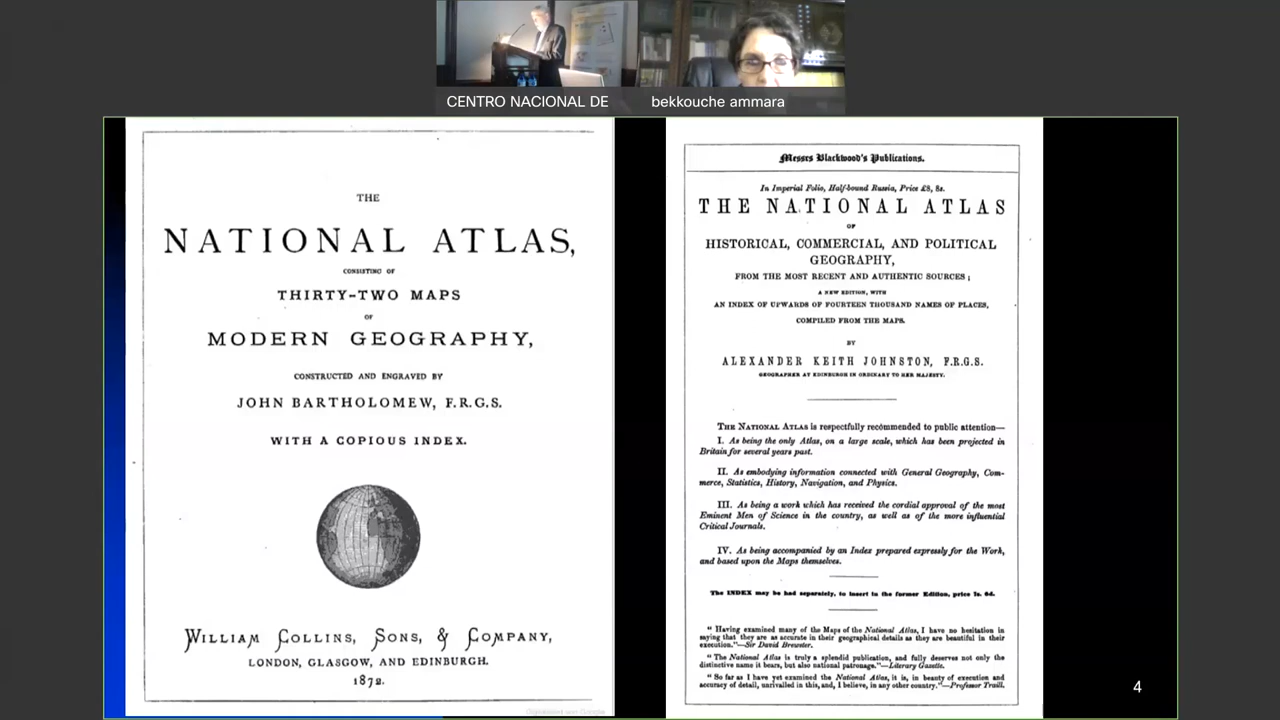 CENTRO NACIONAL DE
bekkouche ammara
THE
NATIONAL ATLAS,
CONSISTING OF
THIRTY-TWO MAPS
OF
MODERN GEOGRAPHY,
CONSTRUCTED AND ENGRAVED BY
JOHN BARTHOLOMEW, F.R.G.S.
WITH A COPIOUS INDEX.
WILLIAM COLLINS, SONS, & COMPANY,
LONDON, GLASGOW, AND EDINBURGH.
1872.
Digitized by Google
Messrs Blackwood's Publications.
In Imperial Folio, Half-bound Russia, Price £8, 8s.
THE NATIONAL ATLAS
OF
HISTORICAL, COMMERCIAL, AND POLITICAL
GEOGRAPHY,
FROM THE MOST RECENT AND AUTHENTIC SOURCES;
A NEW EDITION, WITH
AN INDEX OF UPWARDS OF FOURTEEN THOUSAND NAMES OF PLACES,
COMPILED FROM THE MAPS.
BY
ALEXANDER KEITH JOHNSTON, F.R.G.S.
GEOGRAPHER AT EDINBURGH IN ORDINARY TO HER MAJESTY.
THE NATIONAL ATLAS is respectfully recommended to public attention—
I. As being the only Atlas, on a large scale, which has been projected in
Britain for several years past.
II. As embodying information connected with General Geography, Com-
merce, Statistics, History, Navigation, and Physics.
III. As being a work which has received the cordial approval of the most
Eminent Men of Science in the country, as well as of the more influential
Critical Journals.
IV. As being accompanied by an Index prepared expressly for the Work,
and based upon the Maps themselves.
The INDEX may be had separately, to insert in the former Edition, price 7s. 6d.
"Having examined many of the Maps of the National Atlas, I have no hesitation in
saying that they are as accurate in their geographical details as they are beautiful in their
execution."—Sir David Brewster.
"The National Atlas is truly a splendid publication, and fully deserves not only the
distinctive name it bears, but also national patronage."—Literary Gazette.
"So far as I have yet examined the National Atlas, it is, in beauty of execution and
accuracy of detail, unrivalled in this, and, I believe, in any other country."—Professor Traill.
4